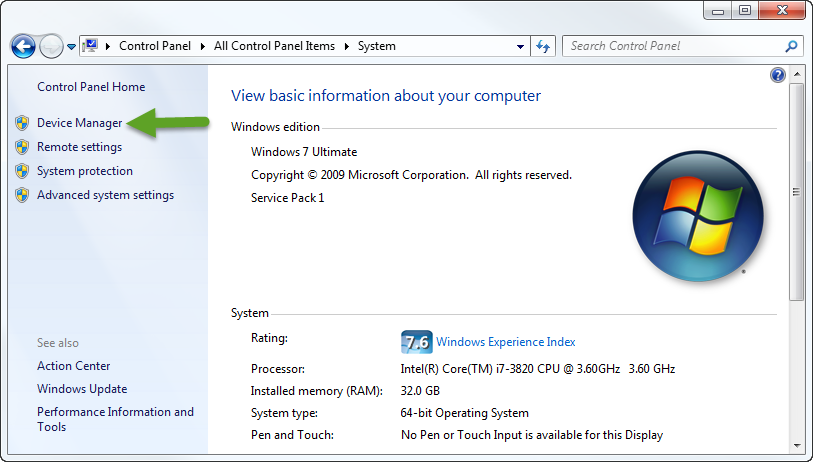 Control Panel
All Control Panel Items
System
Search Control Panel
Control Panel Home
Device Manager
Remote settings
System protection
Advanced system settings
See also
Action Center
Windows Update
Performance Information and
Tools
?
View basic information about your computer
Windows edition
Windows 7 Ultimate
Copyright © 2009 Microsoft Corporation.  All rights reserved.
Service Pack 1
System
Rating: 7.6 Windows Experience Index
Processor: Intel(R) Core(TM) i7-3820 CPU @ 3.60GHz   3.60 GHz
Installed memory (RAM): 32.0 GB
System type: 64-bit Operating System
Pen and Touch: No Pen or Touch Input is available for this Display